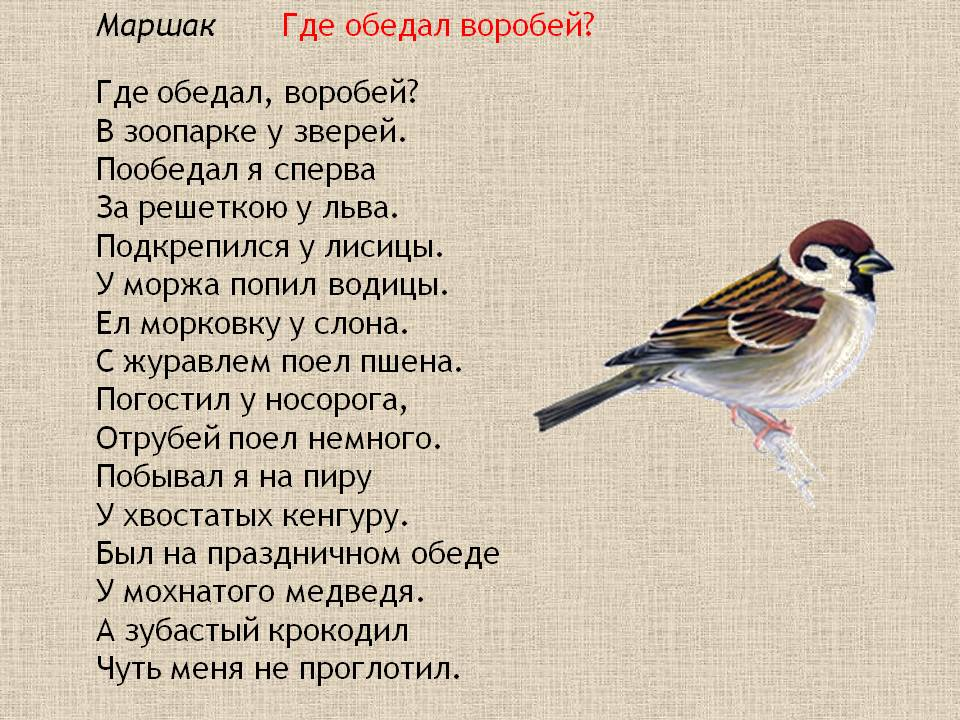 Маршак Где обедал воробей?
Где обедал, воробей?
В зоопарке у зверей.
Пообедал я сперва
За решеткою у льва.
Подкрепился у лисицы.
У моржа попил водицы.
Ел морковку у слона.
С журавлем поел пшена.
Погостил у носорога,
Отрубей поел немного.
Побывал я на пиру
У хвостатых кенгуру.
Был на праздничном обеде
У мохнатого медведя.
А зубастый крокодил
Чуть меня не проглотил.